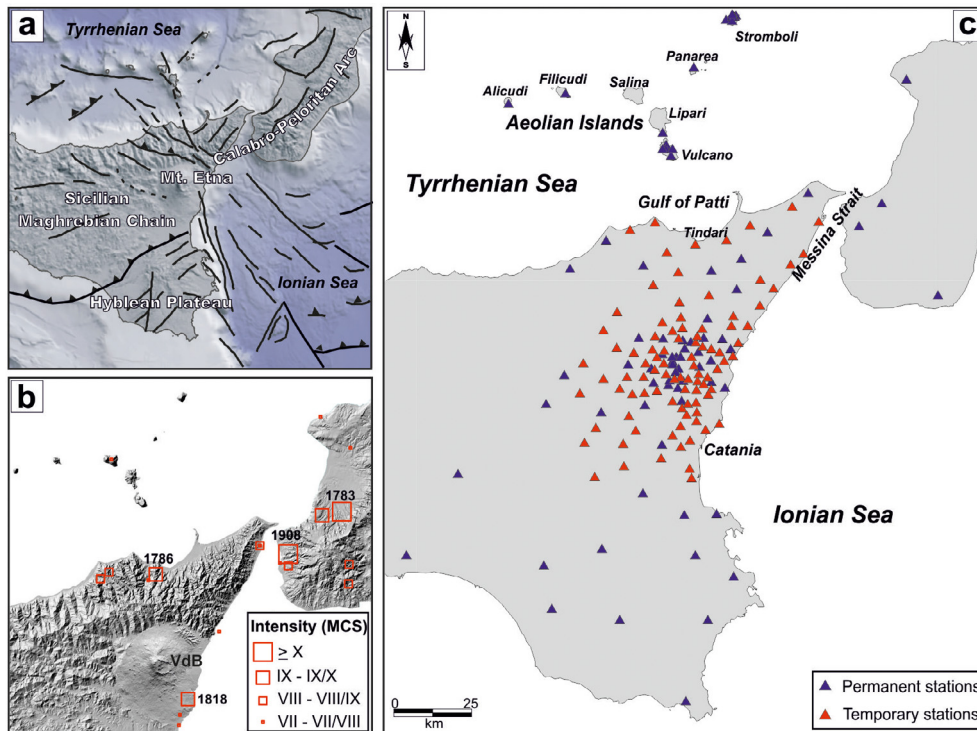 a
Tyrrhenian Sea
Calabro-Peloritan Arc
Mt. Etna
Sicilian
Maghrebian Chain
Ionian Sea
Hyblean Plateau
b
1783
1908
1786
VdB
1818
Intensity (MCS)
≥ X
IX - IX/X
VIII - VIII/IX
VII - VII/VIII
c
N
S
Stromboli
Panarea
Filicudi
Salina
Alicudi
Lipari
Aeolian Islands
Vulcano
Tyrrhenian Sea
Gulf of Patti
Tindari
Messina Strait
Catania
Ionian Sea
0 25
km
Permanent stations
Temporary stations